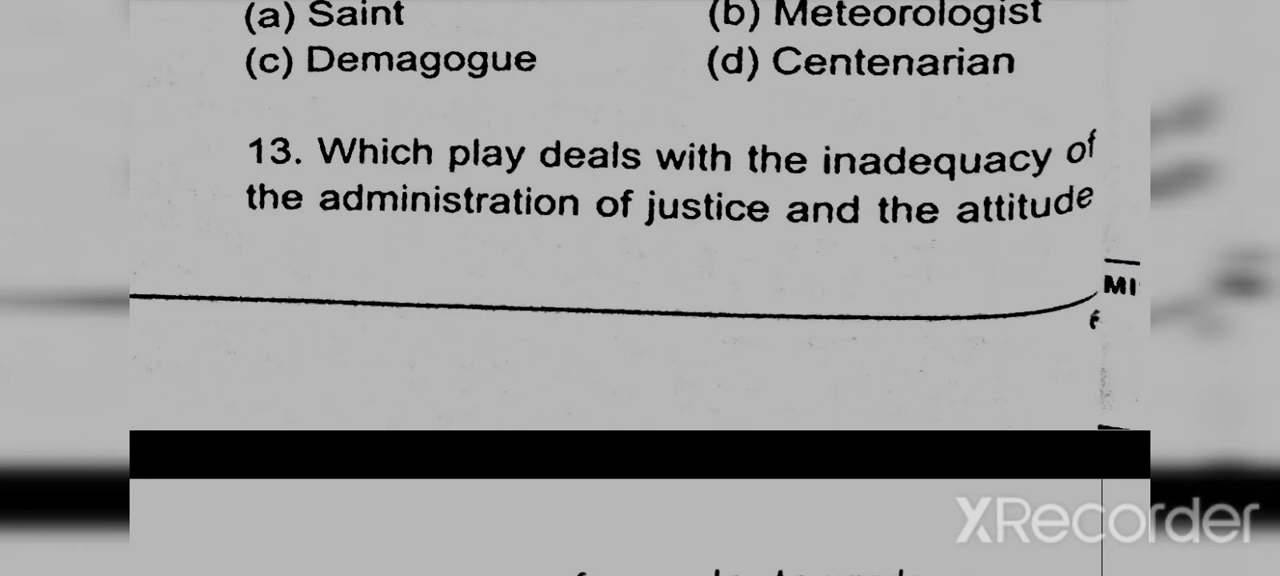 (a) Saint (b) Meteorologist
(c) Demagogue (d) Centenarian
13. Which play deals with the inadequacy of
the administration of justice and the attitude
MI
XRecorder